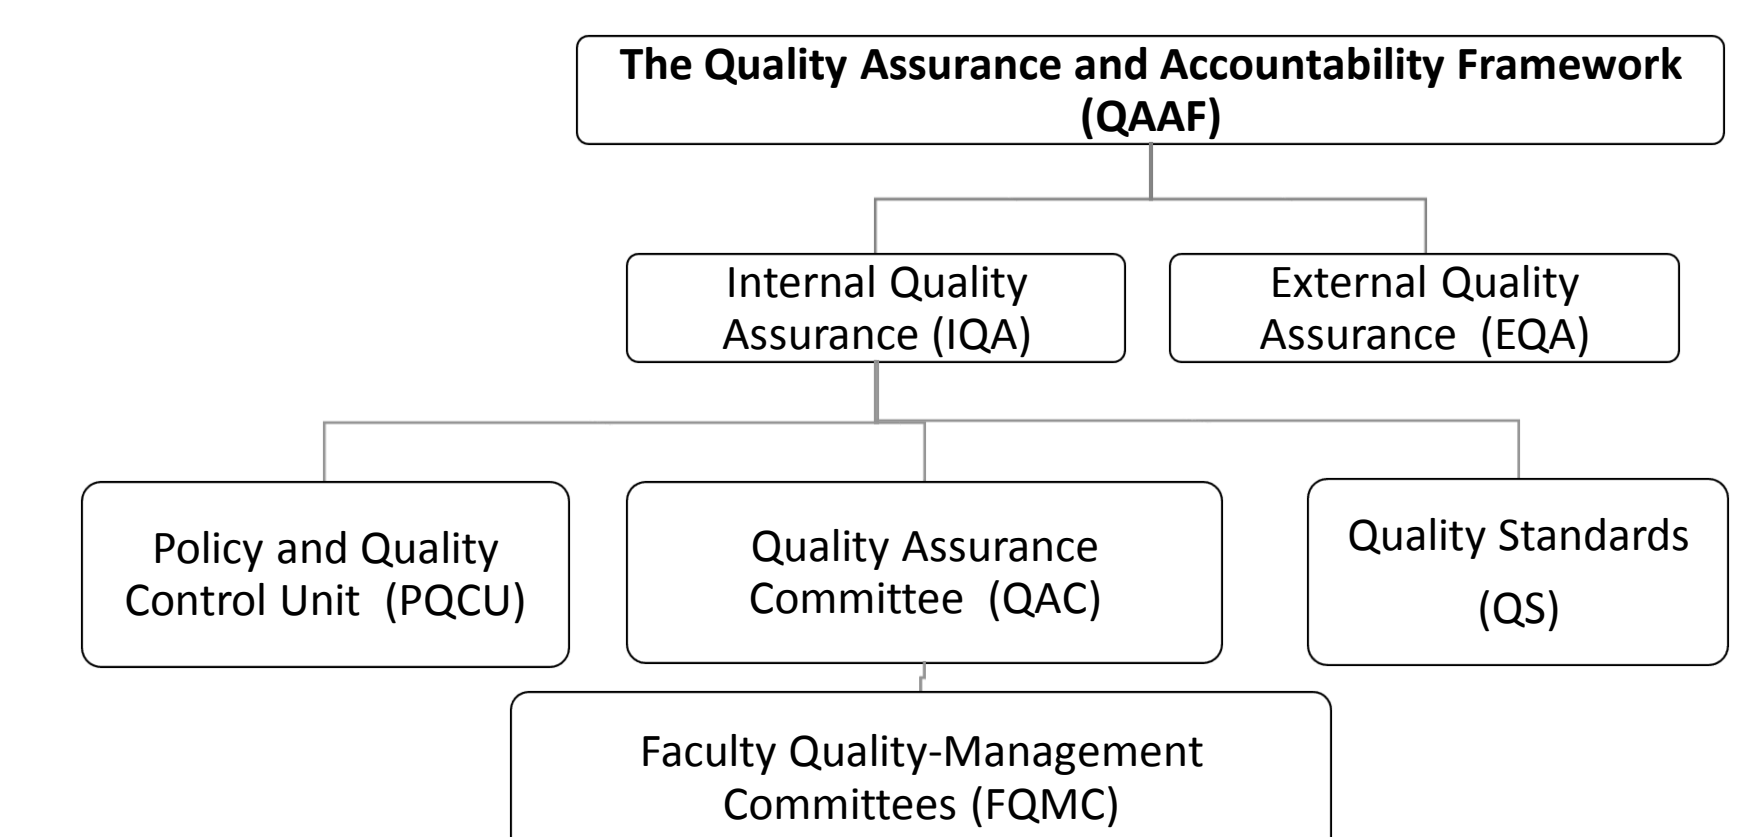 The Quality Assurance and Accountability Framework
(QAAF)
Internal Quality
Assurance (IQA)
External Quality
Assurance  (EQA)
Policy and Quality
Control Unit  (PQCU)
Quality Assurance
Committee  (QAC)
Quality Standards
(QS)
Faculty Quality-Management
Committees (FQMC)